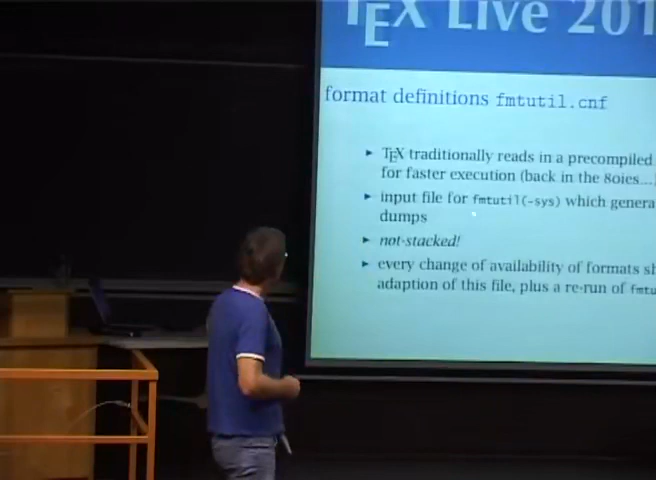 TEX Live 201
format definitions fmtutil.cnf
▸ TEX traditionally reads in a precompiled
for faster execution (back in the 80ies...
▸ input file for fmtutil(-sys) which genera
dumps
▸ not-stacked!
▸ every change of availability of formats sh
adaption of this file, plus a re-run of fmtu